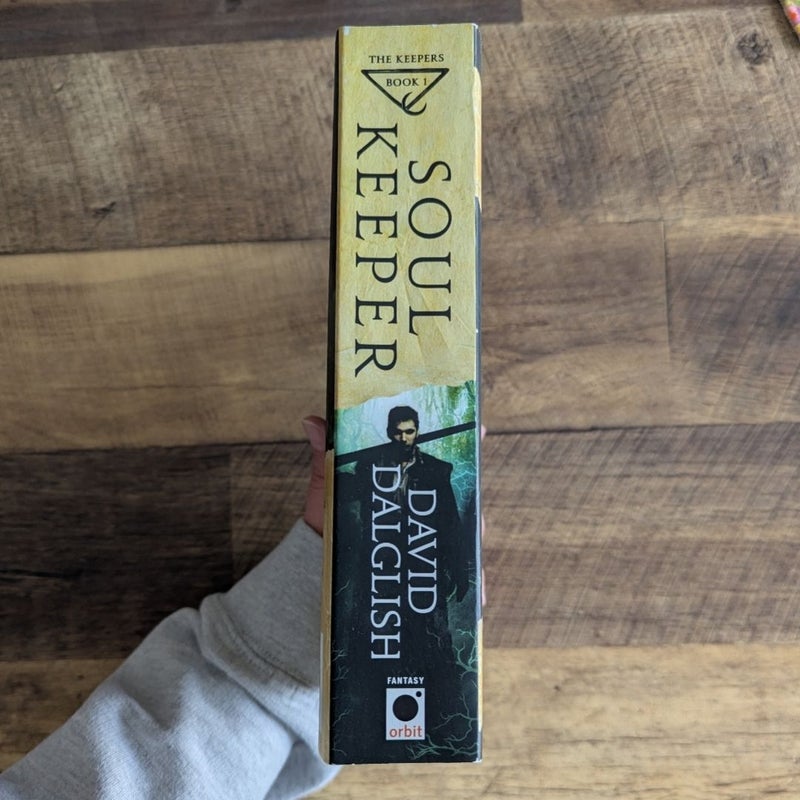 THE KEEPERS
BOOK 1
SOUL
KEEPER
DAVID
DALGLISH
FANTASY
orbit